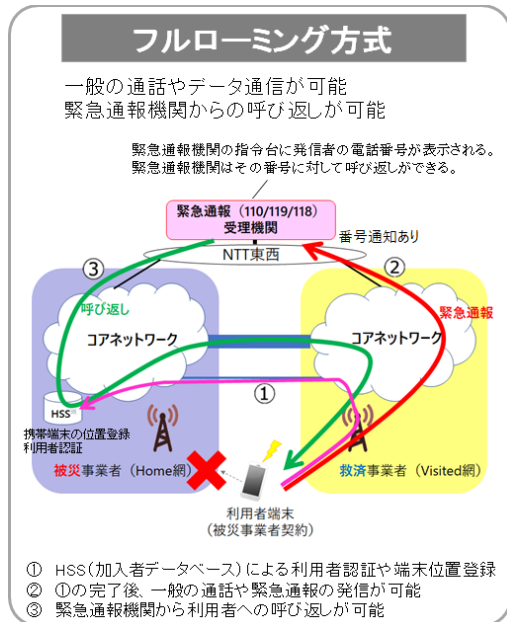 フルローミング方式
一般の通話やデータ通信が可能
緊急通報機関からの呼び返しが可能
緊急通報機関の指令台に発信者の電話番号が表示される。
緊急通報機関はその番号に対して呼び返しができる。
緊急通報（110/119/118）
受理機関
番号通知あり
NTT東西
③
②
呼び返し
緊急通報
コアネットワーク
コアネットワーク
①
HSS
携帯端末の位置登録
利用者認証
被災事業者（Home網）
救済事業者（Visited網）
利用者端末
（被災事業者契約）
① HSS（加入者データベース）による利用者認証や端末位置登録
② ①の完了後、一般の通話や緊急通報の発信が可能
③ 緊急通報機関から利用者への呼び返しが可能